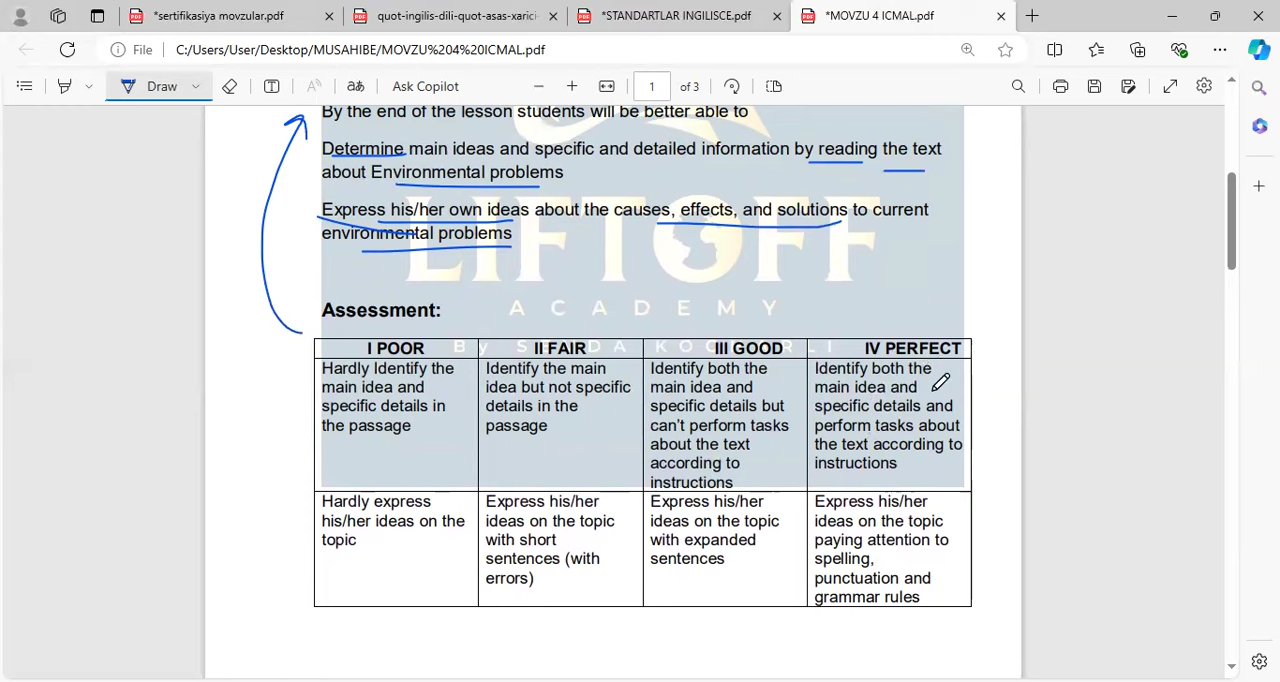 *sertifikasiya movzular.pdf
quot-ingilis-dili-quot-asas-xarici
*STANDARTLAR INGILISCE.pdf
*MOVZU 4 ICMAL.pdf
File
C:/Users/User/Desktop/MUSAHIBE/MOVZU%204%20ICMAL.pdf
Draw
Ask Copilot
1 of 3
By the end of the lesson students will be better able to
Determine main ideas and specific and detailed information by reading the text
about Environmental problems
Express his/her own ideas about the causes, effects, and solutions to current
environmental problems
LIFTOFF
ACADEMY
Assessment:
I POOR
II FAIR
III GOOD
IV PERFECT
Hardly Identify the
main idea and
specific details in
the passage
Identify the main
idea but not specific
details in the
passage
Identify both the
main idea and
specific details but
can't perform tasks
about the text
according to
instructions
Identify both the
main idea and
specific details and
perform tasks about
the text according to
instructions
Hardly express
his/her ideas on the
topic
Express his/her
ideas on the topic
with short
sentences (with
errors)
Express his/her
ideas on the topic
with expanded
sentences
Express his/her
ideas on the topic
paying attention to
spelling,
punctuation and
grammar rules